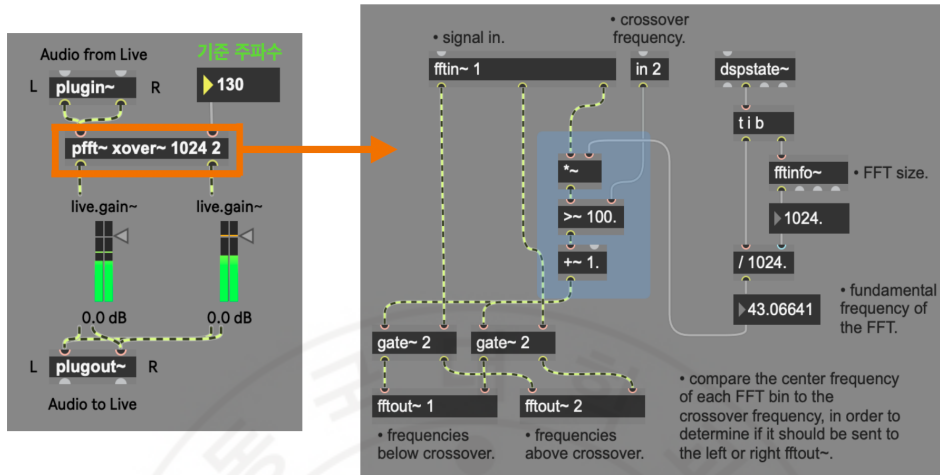 Audio from Live
기준 주파수
L
plugin~
R
130
pfft~ xover~ 1024 2
live.gain~
live.gain~
0.0 dB
0.0 dB
L
plugout~
R
Audio to Live
• signal in.
• crossover
frequency.
fftin~ 1
in 2
dspstate~
t i b
fftinfo~
• FFT size.
*~
>~ 100.
1024.
+~ 1.
/ 1024.
43.06641
• fundamental
frequency of
the FFT.
gate~ 2
gate~ 2
fftout~ 1
fftout~ 2
• frequencies
below crossover.
• frequencies
above crossover.
• compare the center frequency
of each FFT bin to the
crossover frequency, in order to
determine if it should be sent to
the left or right fftout~.